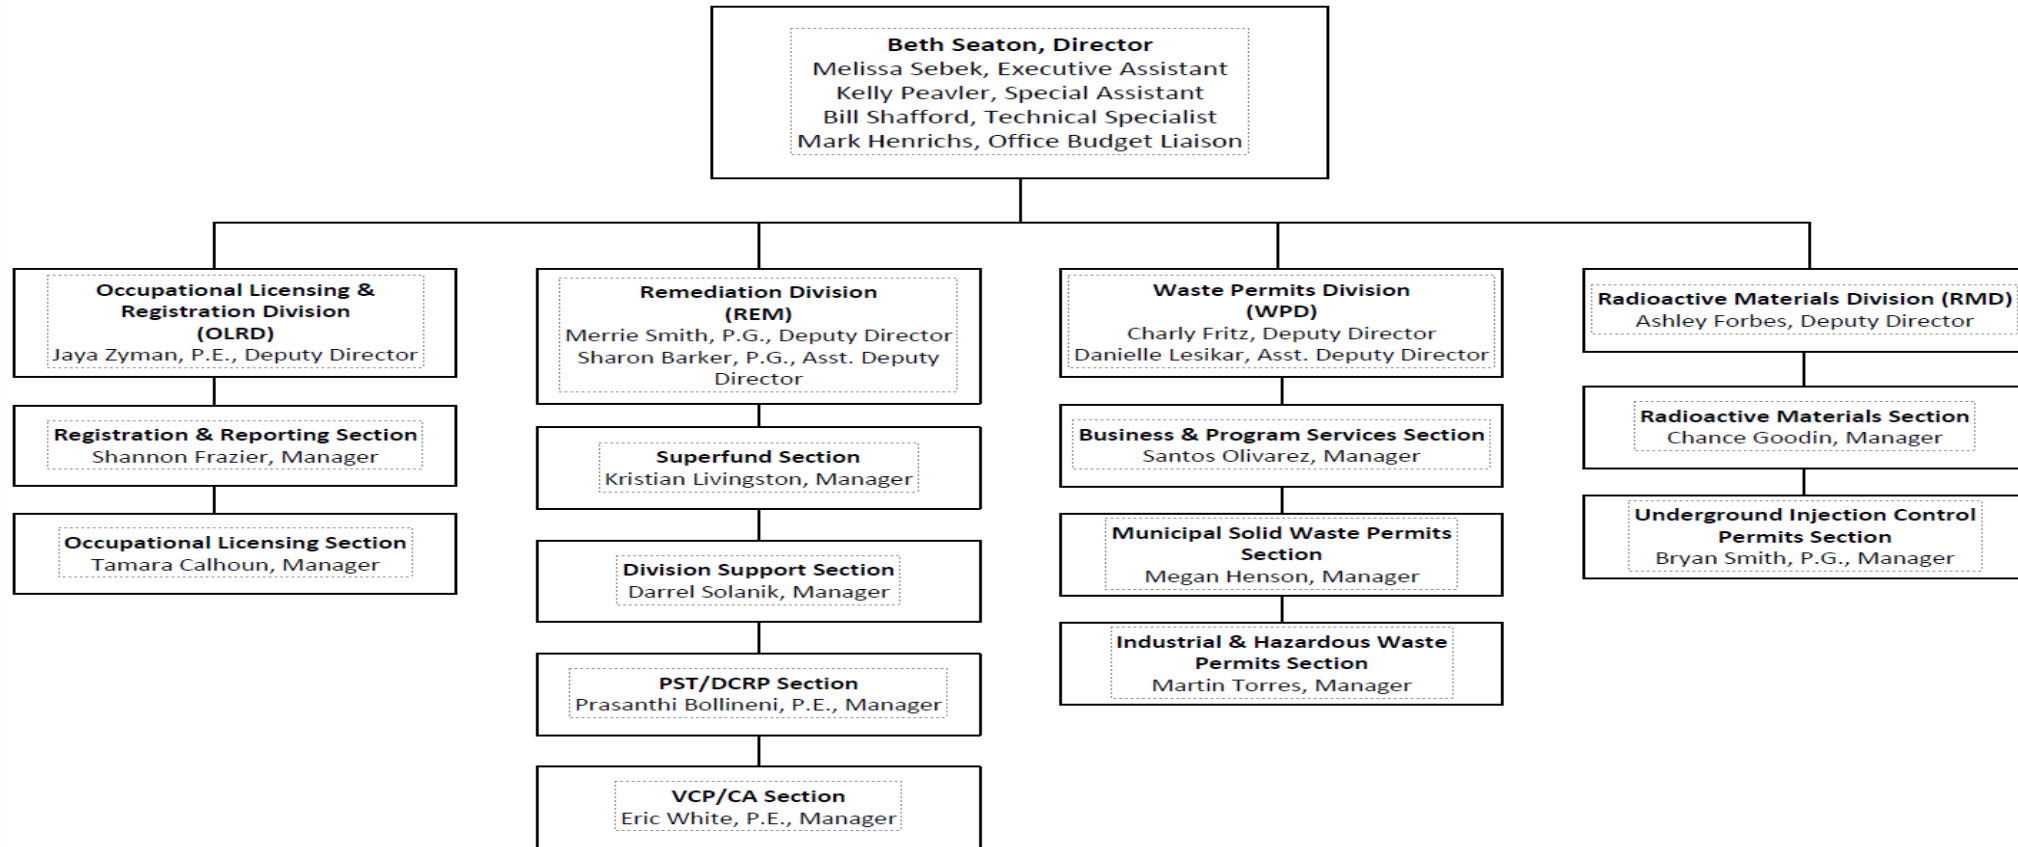 Beth Seaton, Director
Melissa Sebek, Executive Assistant
Kelly Peavler, Special Assistant
Bill Shafford, Technical Specialist
Mark Henrichs, Office Budget Liaison
Occupational Licensing &
Registration Division
(OLRD)
Jaya Zyman, P.E., Deputy Director
Registration & Reporting Section
Shannon Frazier, Manager
Occupational Licensing Section
Tamara Calhoun, Manager
Remediation Division
(REM)
Merrie Smith, P.G., Deputy Director
Sharon Barker, P.G., Asst. Deputy
Director
Superfund Section
Kristian Livingston, Manager
Division Support Section
Darrel Solanik, Manager
PST/DCRP Section
Prasanthi Bollineni, P.E., Manager
VCP/CA Section
Eric White, P.E., Manager
Waste Permits Division
(WPD)
Charly Fritz, Deputy Director
Danielle Lesikar, Asst. Deputy Director
Business & Program Services Section
Santos Olivarez, Manager
Municipal Solid Waste Permits
Section
Megan Henson, Manager
Industrial & Hazardous Waste
Permits Section
Martin Torres, Manager
Radioactive Materials Division (RMD)
Ashley Forbes, Deputy Director
Radioactive Materials Section
Chance Goodin, Manager
Underground Injection Control
Permits Section
Bryan Smith, P.G., Manager